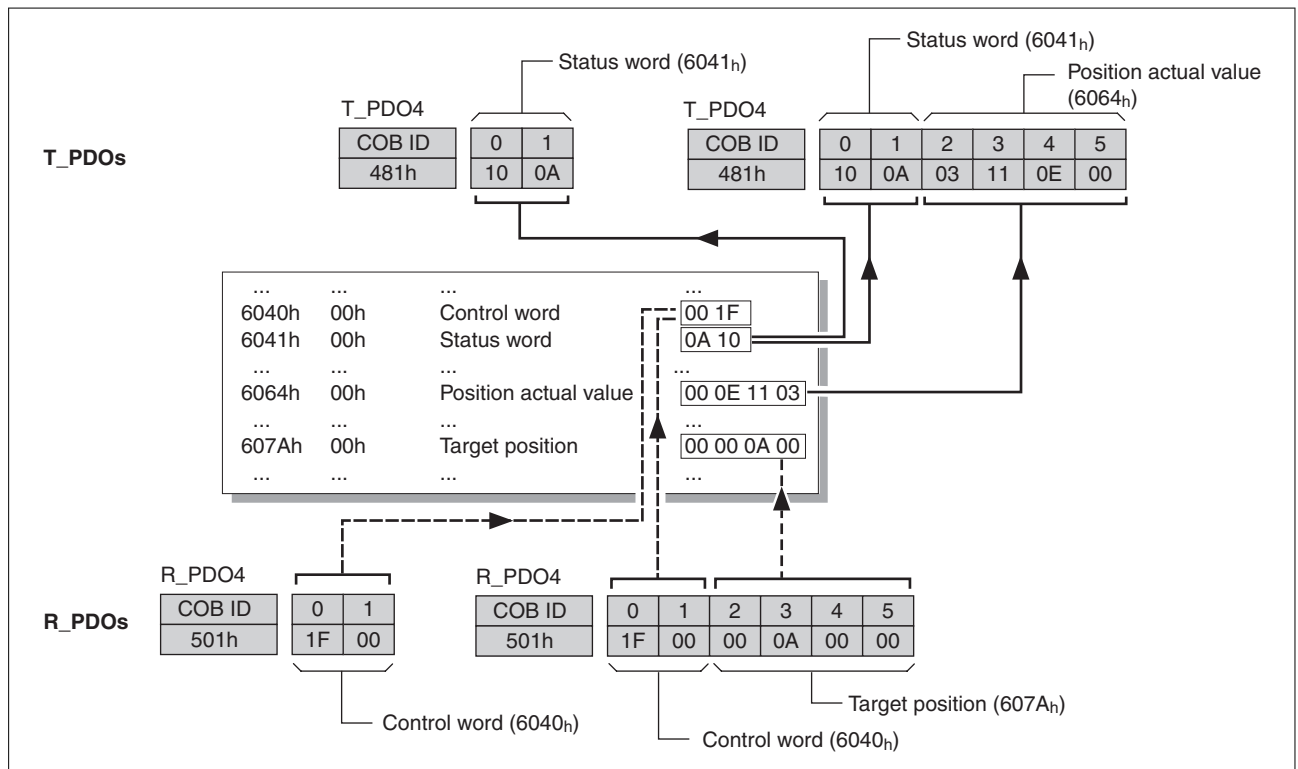 Status word (6041h)
Status word (6041h)
Position actual value
(6064h)
T_PDO4
T_PDO4
T_PDOs
COB ID 0 1
481h 10 0A
COB ID 0 1 2 3 4 5
481h 10 0A 03 11 0E 00
... ... ... ...
6040h 00h Control word 00 1F
6041h 00h Status word 0A 10
... ... ... ...
6064h 00h Position actual value 00 0E 11 03
... ... ... ...
607Ah 00h Target position 00 00 0A 00
... ... ... ...
R_PDO4
R_PDO4
R_PDOs
COB ID 0 1
501h 1F 00
COB ID 0 1 2 3 4 5
501h 1F 00 00 0A 00 00
Target position (607Ah)
Control word (6040h)
Control word (6040h)